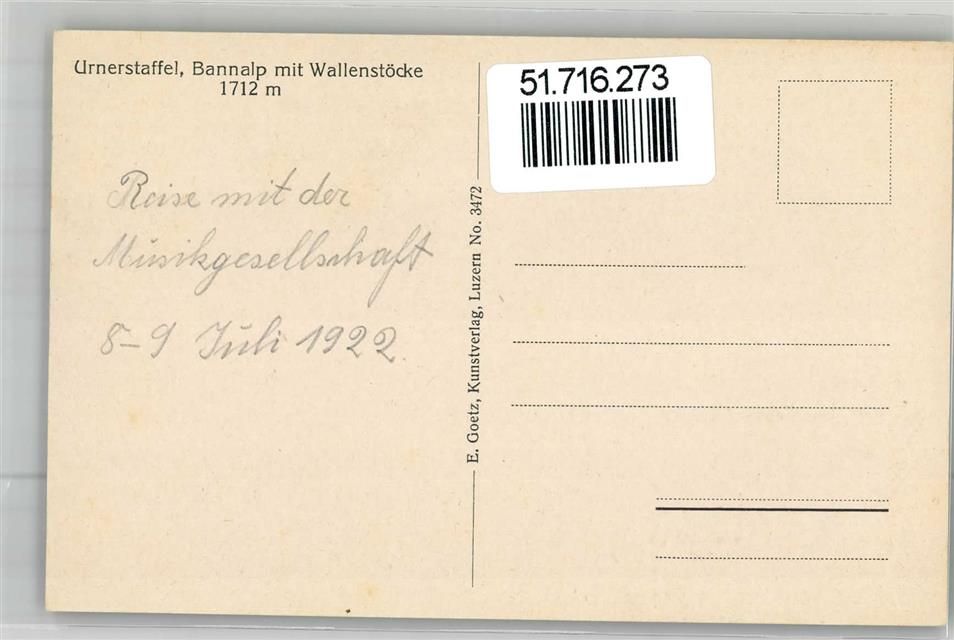 Urnerstaffel, Bannalp mit Wallenstöcke
1712 m
Reise mit der
Musikgesellschaft
8-9 Juli 1922.
E. Goetz, Kunstverlag, Luzern No. 3472
51.716.273